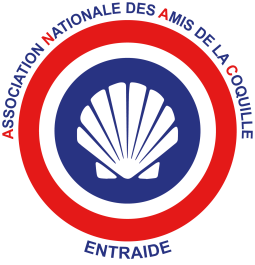 ASSOCIATION NATIONALE DES AMIS DE LA COQUILLE
ENTRAIDE